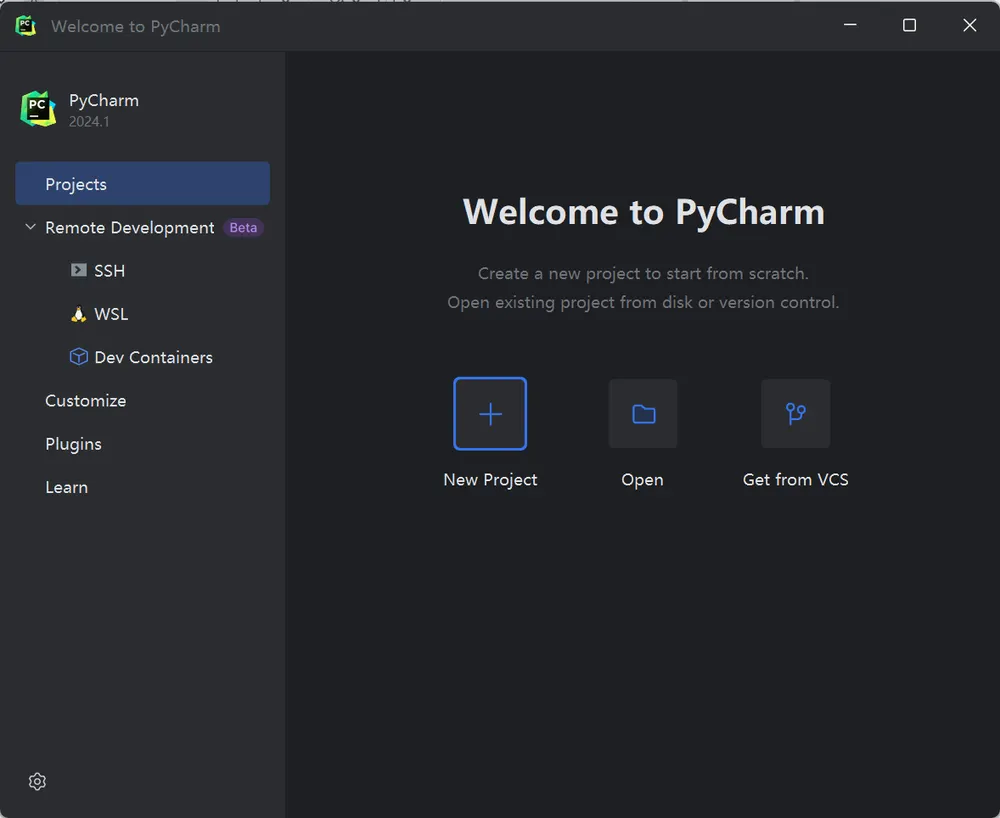 Welcome to PyCharm
PC
PyCharm
2024.1
Projects
Remote Development Beta
SSH
WSL
Dev Containers
Customize
Plugins
Learn
Welcome to PyCharm
Create a new project to start from scratch.
Open existing project from disk or version control.
New Project
Open
Get from VCS